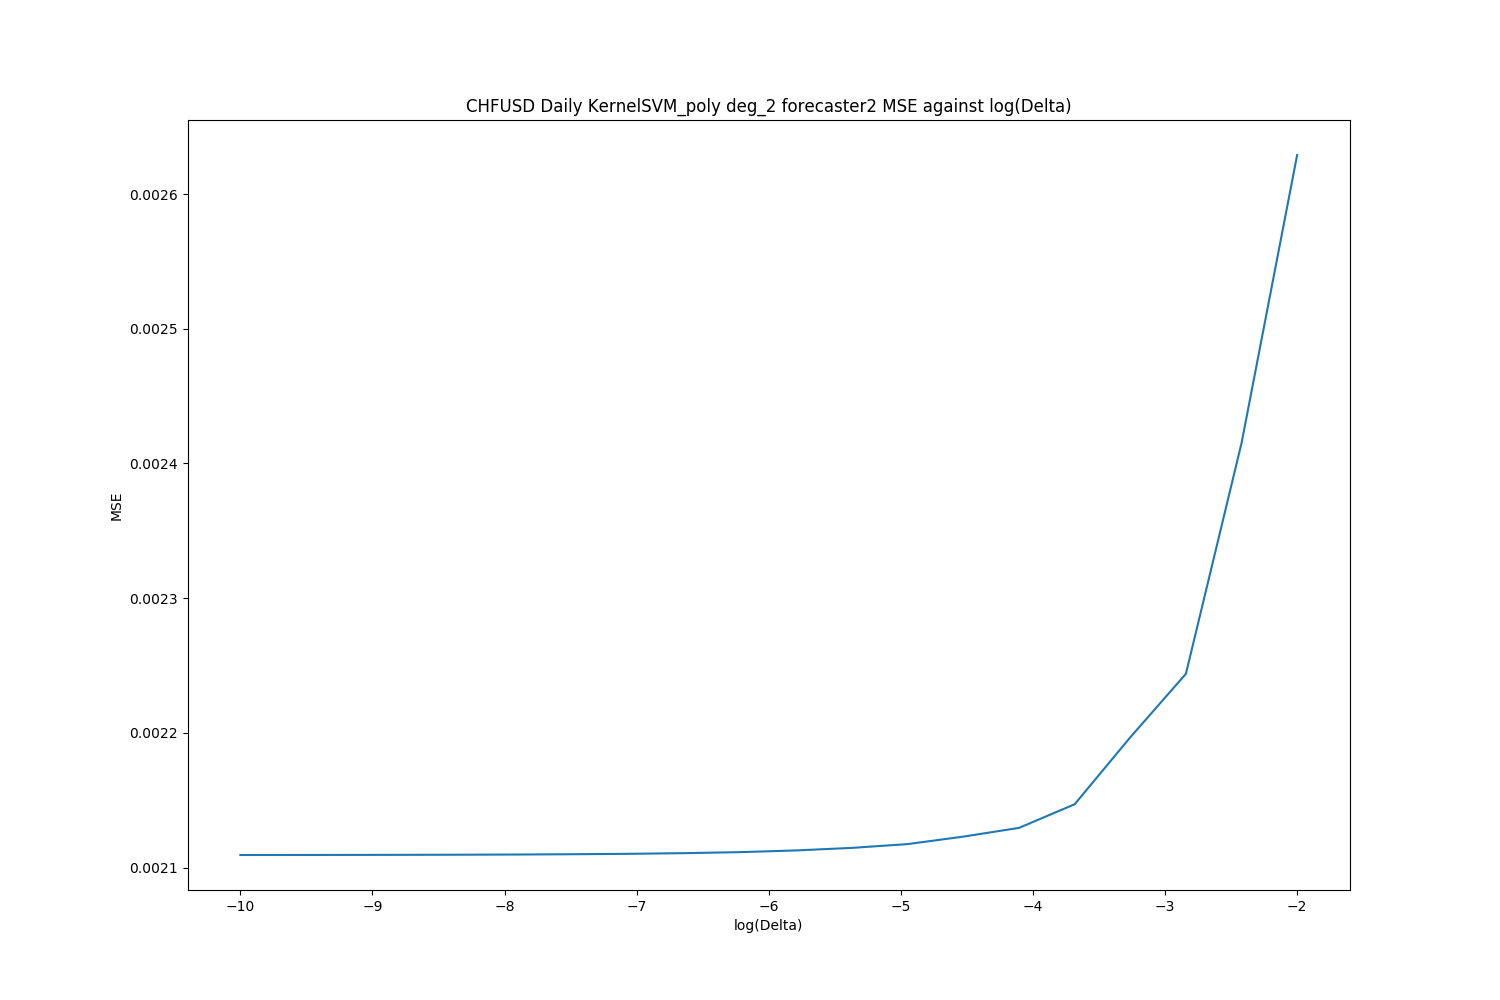 CHFUSD Daily KernelSVM_poly deg_2 forecaster2 MSE against log(Delta)
0.0026
0.0025
0.0024
0.0023
0.0022
0.0021
MSE
−10 −9 −8 −7 −6 −5 −4 −3 −2
log(Delta)